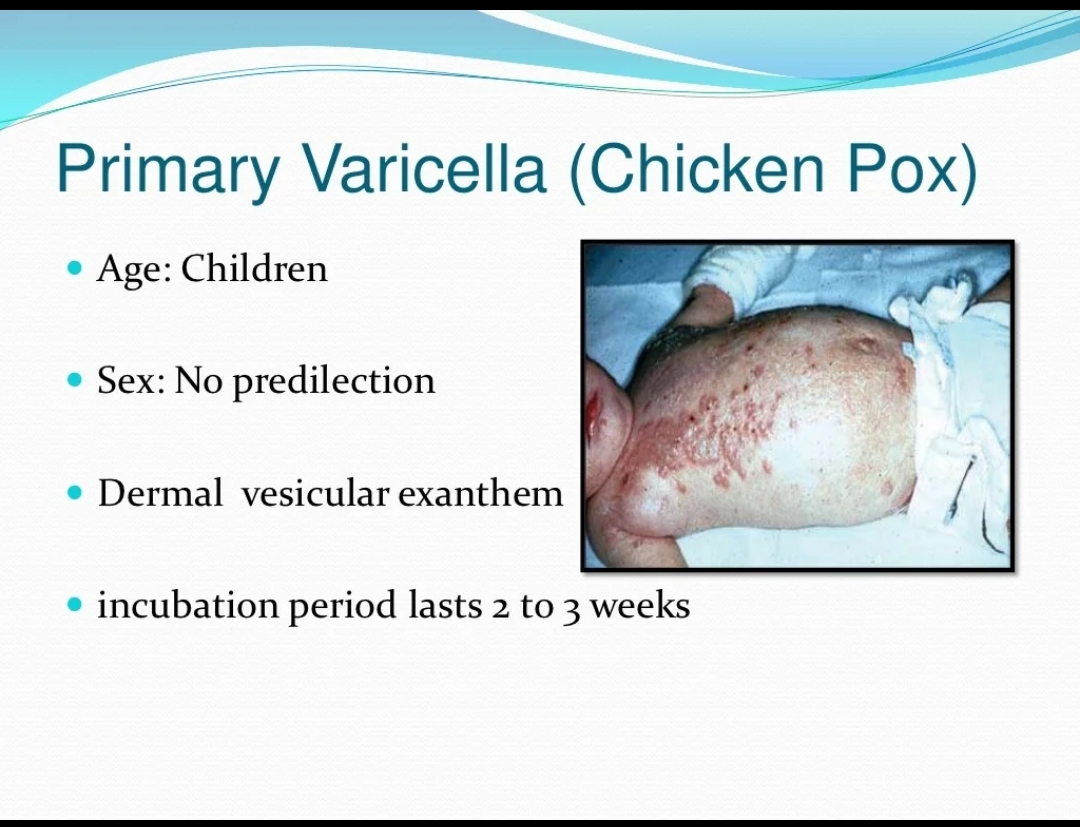 Primary Varicella (Chicken Pox)
Age: Children
Sex: No predilection
Dermal vesicular exanthem
incubation period lasts 2 to 3 weeks